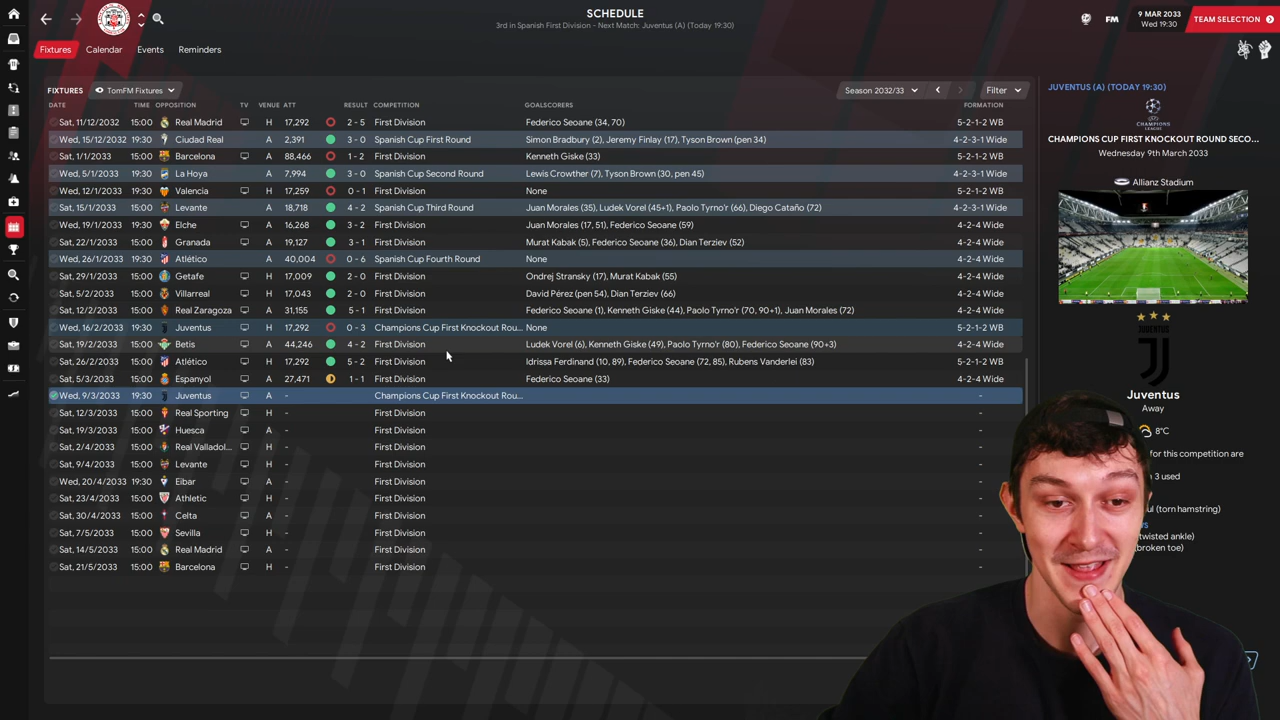 SCHEDULE
3rd in Spanish First Division - Next Match: Juventus (A) (Today 19:30)
FM
9 MAR 2033
Wed 19:30
TEAM SELECTION
Fixtures Calendar Events Reminders
FIXTURES TomFM Fixtures Season 2032/33 Filter
DATE TIME OPPOSITION TV VENUE ATT RESULT COMPETITION GOALSCORERS FORMATION
Sat, 11/12/2032 15:00 Real Madrid H 17,292 2 - 5 First Division Federico Seoane (34, 70) 5-2-1-2 WB
Wed, 15/12/2032 19:30 Ciudad Real A 2,391 3 - 0 Spanish Cup First Round Simon Bradbury (2), Jeremy Finlay (17), Tyson Brown (pen 34) 4-2-3-1 Wide
Sat, 1/1/2033 15:00 Barcelona A 88,466 1 - 2 First Division Kenneth Giske (33) 5-2-1-2 WB
Wed, 5/1/2033 19:30 La Hoya A 7,994 3 - 0 Spanish Cup Second Round Lewis Crowther (7), Tyson Brown (30, pen 45) 4-2-3-1 Wide
Wed, 12/1/2033 15:00 Valencia H 17,259 0 - 1 First Division None 5-2-1-2 WB
Sat, 15/1/2033 15:00 Levante A 18,718 4 - 2 Spanish Cup Third Round Juan Morales (35), Ludek Vorel (45+1), Paolo Tyrno'r (66), Diego Cataño (72) 4-2-3-1 Wide
Wed, 19/1/2033 15:00 Elche A 16,268 3 - 2 First Division Juan Morales (17, 51), Federico Seoane (59) 4-2-4 Wide
Sat, 22/1/2033 15:00 Granada A 19,127 3 - 1 First Division Murat Kabak (5), Federico Seoane (36), Dian Terziev (52) 4-2-4 Wide
Wed, 26/1/2033 19:30 Atlético A 40,004 0 - 6 Spanish Cup Fourth Round None 4-2-4 Wide
Sat, 29/1/2033 15:00 Getafe H 17,009 2 - 0 First Division Ondrej Stransky (17), Murat Kabak (55) 4-2-4 Wide
Sat, 5/2/2033 15:00 Villarreal H 17,043 2 - 0 First Division David Pérez (pen 54), Dian Terziev (66) 4-2-4 Wide
Sat, 12/2/2033 15:00 Real Zaragoza A 31,155 5 - 1 First Division Federico Seoane (1), Kenneth Giske (44), Paolo Tyrno'r (70, 90+1), Juan Morales (72) 4-2-4 Wide
Wed, 16/2/2033 19:30 Juventus H 17,292 0 - 3 Champions Cup First Knockout Rou... None 5-2-1-2 WB
Sat, 19/2/2033 15:00 Betis A 44,246 4 - 2 First Division Ludek Vorel (6), Kenneth Giske (49), Paolo Tyrno'r (80), Federico Seoane (90+3) 4-2-4 Wide
Sat, 26/2/2033 15:00 Atlético H 17,292 5 - 2 First Division Idrissa Ferdinand (10, 89), Federico Seoane (72, 85), Rubens Vanderlei (83) 5-2-1-2 WB
Sat, 5/3/2033 15:00 Espanyol A 27,471 1 - 1 First Division Federico Seoane (33) 4-2-4 Wide
Wed, 9/3/2033 19:30 Juventus A - Champions Cup First Knockout Rou... -
Sat, 12/3/2033 15:00 Real Sporting H - First Division -
Sat, 19/3/2033 15:00 Huesca A - First Division -
Sat, 2/4/2033 15:00 Real Valladol... H - First Division -
Sat, 9/4/2033 15:00 Levante H - First Division -
Wed, 20/4/2033 19:30 Eibar A - First Division -
Sat, 23/4/2033 15:00 Athletic H - First Division -
Sat, 30/4/2033 15:00 Celta A - First Division -
Sat, 7/5/2033 15:00 Sevilla H - First Division -
Sat, 14/5/2033 15:00 Real Madrid A - First Division -
Sat, 21/5/2033 15:00 Barcelona H - First Division -
JUVENTUS (A) (TODAY 19:30)
CHAMPIONS LEAGUE
CHAMPIONS CUP FIRST KNOCKOUT ROUND SECO...
Wednesday 9th March 2033
Allianz Stadium
JUVENTUS
Juventus
Away
8°C
for this competition are
3 used
(torn hamstring)
twisted ankle)
(broken toe)